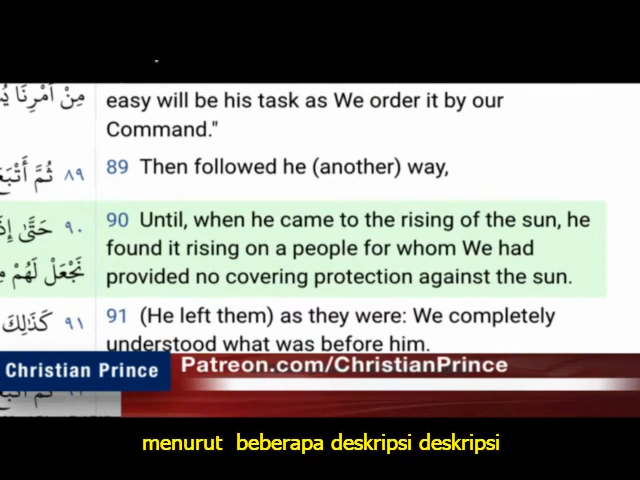 مِنْ أَمْرِنَا
easy will be his task as We order it by our
Command."
ثُمَّ أَتْبَعَ ٨٩
89 Then followed he (another) way,
حَتَّىٰ ٩٠
90 Until, when he came to the rising of the sun, he
found it rising on a people for whom We had
نَجْعَلْ لَهُمْ
provided no covering protection against the sun.
كَذَٰلِكَ ٩١
91 (He left them) as they were: We completely
understood what was before him.
Christian Prince
Patreon.com/ChristianPrince
menurut beberapa deskripsi deskripsi